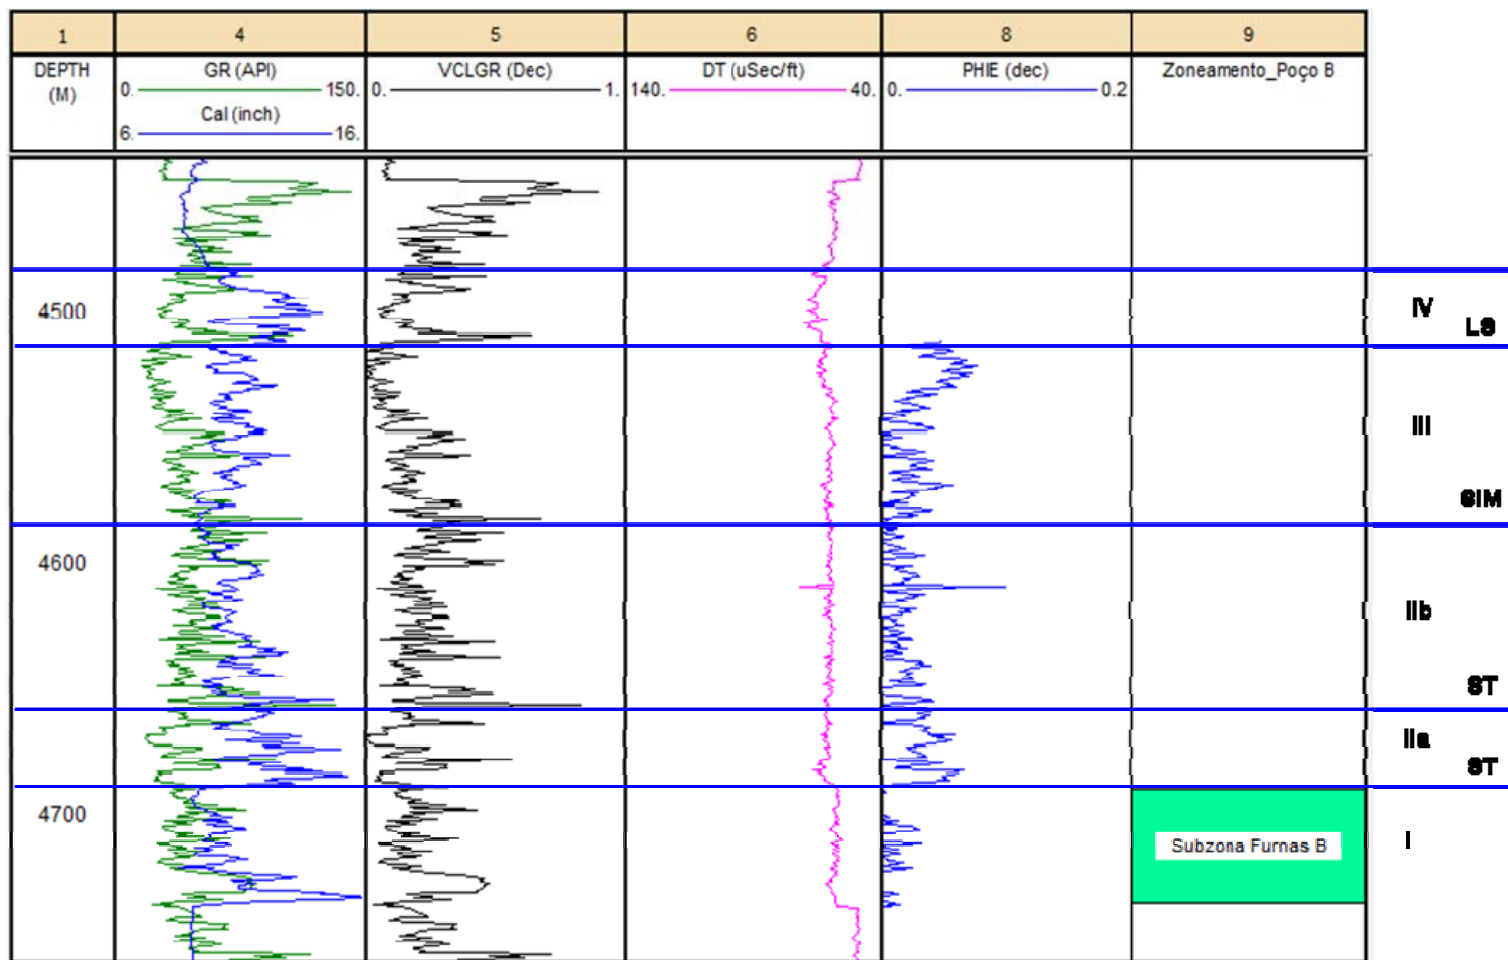 1 4 5 6 8 9
DEPTH
(M)
GR (API)
0. 150.
Cal (inch)
6. 16.
VCLGR (Dec)
0. 1.
DT (uSec/ft)
140. 40.
PHIE (dec)
0. 0.2
Zoneamento_Poço B
4500
IV
LS
III
SIM
4600
IIb
ST
IIa
ST
4700
Subzona Furnas B
I